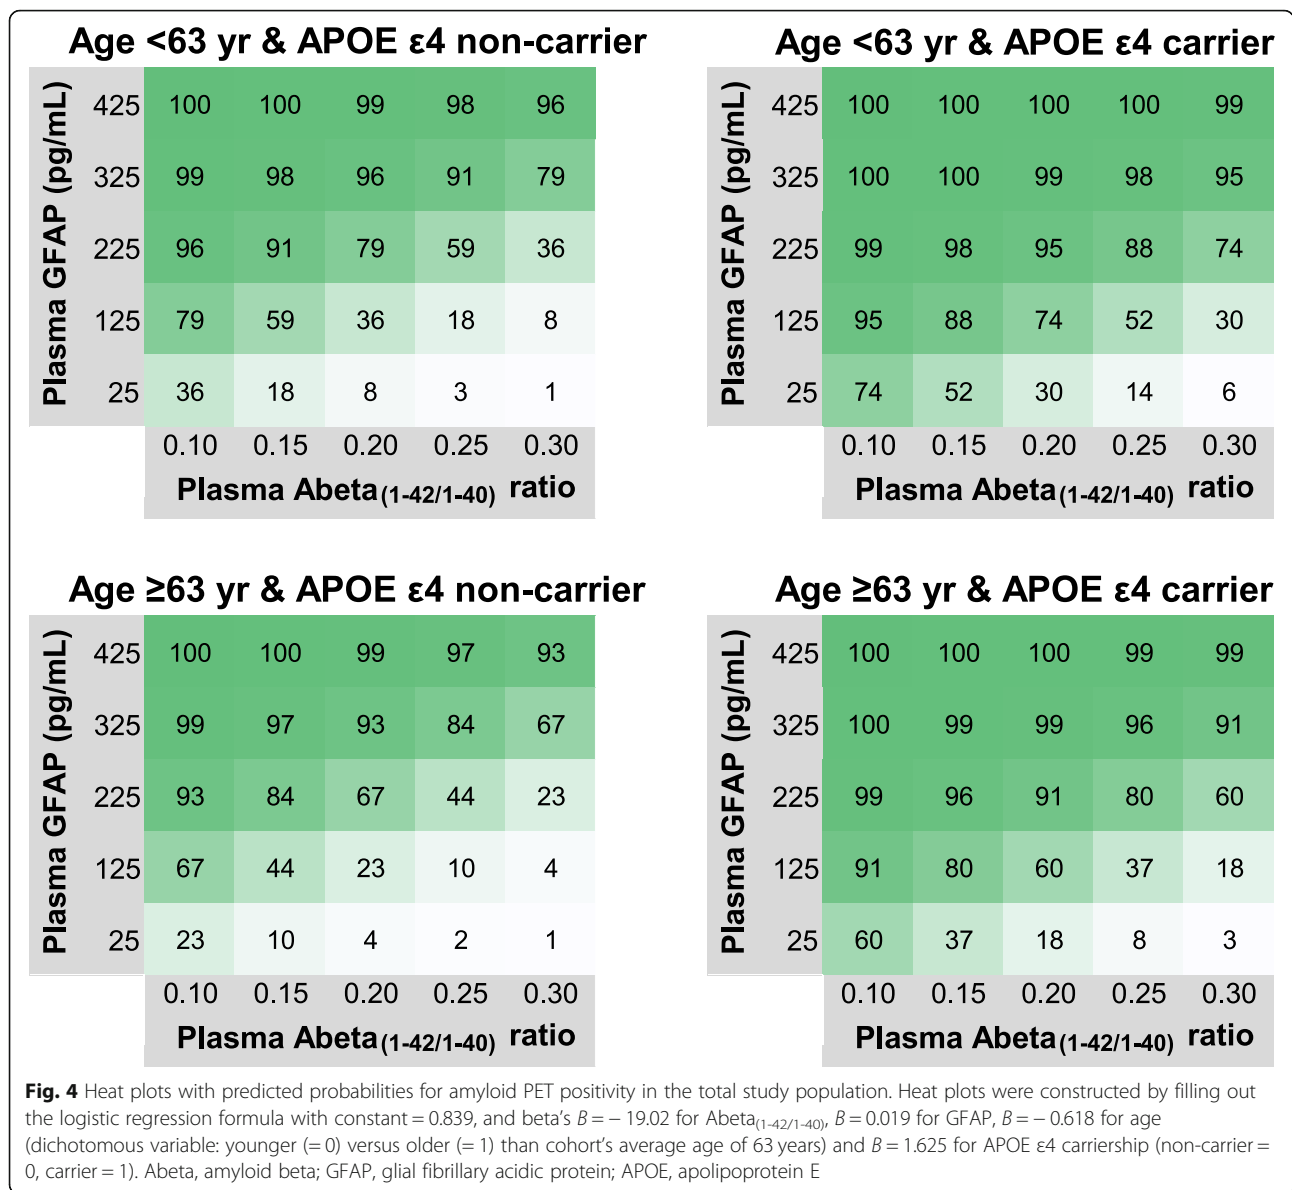 Age <63 yr & APOE ε4 non-carrier
Plasma GFAP (pg/mL)
425 100 100 99 98 96
325 99 98 96 91 79
225 96 91 79 59 36
125 79 59 36 18 8
25 36 18 8 3 1
0.10 0.15 0.20 0.25 0.30
Plasma Abeta(1-42/1-40) ratio
Age <63 yr & APOE ε4 carrier
Plasma GFAP (pg/mL)
425 100 100 100 100 99
325 100 100 99 98 95
225 99 98 95 88 74
125 95 88 74 52 30
25 74 52 30 14 6
0.10 0.15 0.20 0.25 0.30
Plasma Abeta(1-42/1-40) ratio
Age ≥63 yr & APOE ε4 non-carrier
Plasma GFAP (pg/mL)
425 100 100 99 97 93
325 99 97 93 84 67
225 93 84 67 44 23
125 67 44 23 10 4
25 23 10 4 2 1
0.10 0.15 0.20 0.25 0.30
Plasma Abeta(1-42/1-40) ratio
Age ≥63 yr & APOE ε4 carrier
Plasma GFAP (pg/mL)
425 100 100 100 99 99
325 100 99 99 96 91
225 99 96 91 80 60
125 91 80 60 37 18
25 60 37 18 8 3
0.10 0.15 0.20 0.25 0.30
Plasma Abeta(1-42/1-40) ratio
Fig. 4 Heat plots with predicted probabilities for amyloid PET positivity in the total study population. Heat plots were constructed by filling out
the logistic regression formula with constant = 0.839, and beta's B = − 19.02 for Abeta(1-42/1-40), B = 0.019 for GFAP, B = − 0.618 for age
(dichotomous variable: younger (= 0) versus older (= 1) than cohort's average age of 63 years) and B = 1.625 for APOE ε4 carriership (non-carrier =
0, carrier = 1). Abeta, amyloid beta; GFAP, glial fibrillary acidic protein; APOE, apolipoprotein E